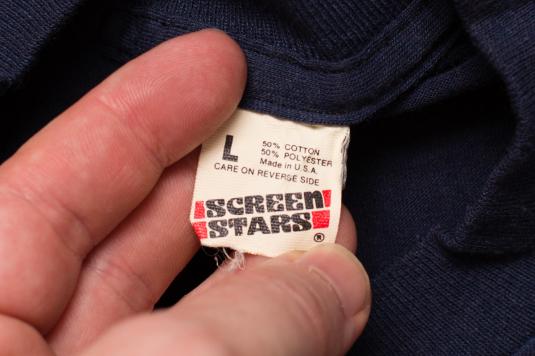 L
50% COTTON
50% POLYESTER
Made in U.S.A.
CARE ON REVERSE SIDE
SCREEN
STARS
®